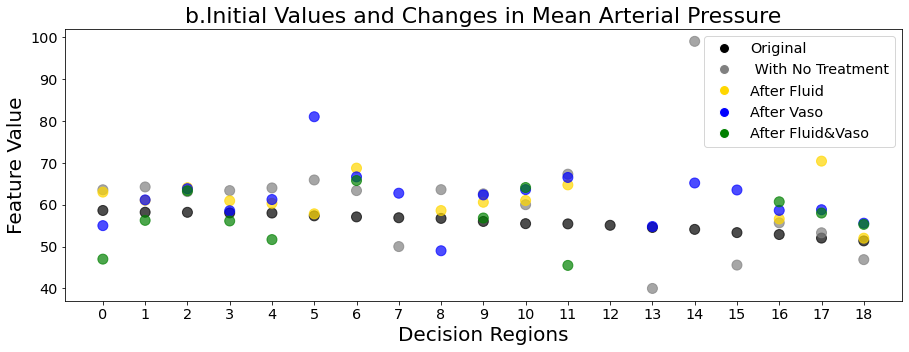 b.Initial Values and Changes in Mean Arterial Pressure
Feature Value
100
90
80
70
60
50
40
Original
With No Treatment
After Fluid
After Vaso
After Fluid&Vaso
0 1 2 3 4 5 6 7 8 9 10 11 12 13 14 15 16 17 18
Decision Regions